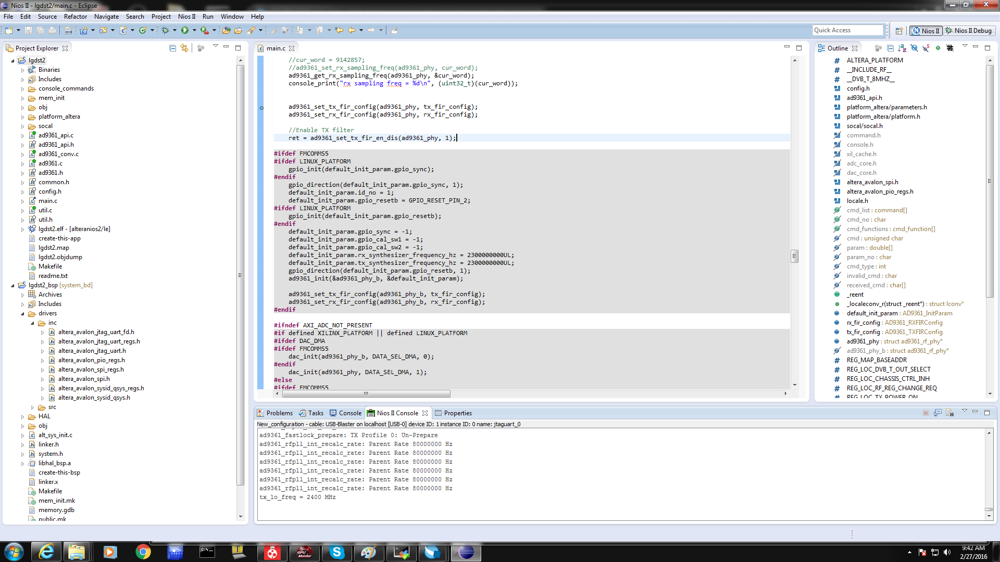 Nios II - lgdst2/main.c - Eclipse
File Edit Source Refactor Navigate Search Project Nios II Run Window Help
Quick Access
Nios II
Nios II Debug
Project Explorer
lgdst2
Binaries
Includes
console_commands
mem_init
obj
platform_altera
socal
ad9361_api.c
ad9361_api.h
ad9361_conv.c
ad9361.c
ad9361.h
common.h
config.h
main.c
util.c
util.h
lgdst2.elf - [alteranios2/le]
create-this-app
lgdst2.map
lgdst2.objdump
Makefile
readme.txt
lgdst2_bsp [system_bd]
Archives
Includes
drivers
inc
altera_avalon_jtag_uart_fd.h
altera_avalon_jtag_uart_regs.h
altera_avalon_jtag_uart.h
altera_avalon_pio_regs.h
altera_avalon_spi_regs.h
altera_avalon_spi.h
altera_avalon_sysid_qsys_regs.h
altera_avalon_sysid_qsys.h
src
HAL
obj
alt_sys_init.c
linker.h
system.h
libhal_bsp.a
create-this-bsp
linker.x
Makefile
mem_init.mk
memory.gdb
public.mk
main.c
//cur_word = 9142857;
//ad9361_set_rx_sampling_freq(ad9361_phy, cur_word);
ad9361_get_rx_sampling_freq(ad9361_phy, &cur_word);
console_print("rx sampling freq = %d\n", (uint32_t)(cur_word));
ad9361_set_tx_fir_config(ad9361_phy, tx_fir_config);
ad9361_set_rx_fir_config(ad9361_phy, rx_fir_config);
//Enable TX filter
ret = ad9361_set_tx_fir_en_dis(ad9361_phy, 1);
#ifdef FMCOMMS5
#ifdef LINUX_PLATFORM
gpio_init(default_init_param.gpio_sync);
#endif
gpio_direction(default_init_param.gpio_sync, 1);
default_init_param.id_no = 1;
default_init_param.gpio_resetb = GPIO_RESET_PIN_2;
#ifdef LINUX_PLATFORM
gpio_init(default_init_param.gpio_resetb);
#endif
default_init_param.gpio_sync = -1;
default_init_param.gpio_cal_sw1 = -1;
default_init_param.gpio_cal_sw2 = -1;
default_init_param.rx_synthesizer_frequency_hz = 2300000000UL;
default_init_param.tx_synthesizer_frequency_hz = 2300000000UL;
gpio_direction(default_init_param.gpio_resetb, 1);
ad9361_init(&ad9361_phy_b, &default_init_param);
ad9361_set_tx_fir_config(ad9361_phy_b, tx_fir_config);
ad9361_set_rx_fir_config(ad9361_phy_b, rx_fir_config);
#endif
#ifndef AXI_ADC_NOT_PRESENT
#if defined XILINX_PLATFORM || defined LINUX_PLATFORM
#ifdef DAC_DMA
#ifdef FMCOMMS5
dac_init(ad9361_phy_b, DATA_SEL_DMA, 0);
#endif
dac_init(ad9361_phy, DATA_SEL_DMA, 1);
#else
#ifdef FMCOMMS5
Outline
ALTERA_PLATFORM
__INCLUDE_RF__
__DVB_T_8MHZ__
config.h
ad9361_api.h
platform_altera/parameters.h
platform_altera/platform.h
socal/socal.h
command.h
console.h
xil_cache.h
adc_core.h
dac_core.h
altera_avalon_spi.h
altera_avalon_pio_regs.h
locale.h
cmd_list : command[]
cmd_no : char
cmd_functions : cmd_function[]
cmd : unsigned char
param : double[]
param_no : char
cmd_type : int
invalid_cmd : char
received_cmd : char[]
_reent
_localeconv_r(struct _reent*) : struct lconv*
default_init_param : AD9361_InitParam
rx_fir_config : AD9361_RXFIRConfig
tx_fir_config : AD9361_TXFIRConfig
ad9361_phy : struct ad9361_rf_phy*
ad9361_phy_b : struct ad9361_rf_phy*
REG_MAP_BASEADDR
REG_LOC_DVB_T_OUT_SELECT
REG_LOC_CHASSIS_CTRL_INH
REG_LOC_RF_REG_CHANGE_REQ
REG_LOC_TX_POWER_ON
Problems Tasks Console Nios II Console Properties
New_configuration - cable: USB-Blaster on localhost [USB-0] device ID: 1 instance ID: 0 name: jtaguart_0
ad9361_fastlock_prepare: TX Profile 0: Un-Prepare
ad9361_rfpll_int_recalc_rate: Parent Rate 80000000 Hz
ad9361_rfpll_int_recalc_rate: Parent Rate 80000000 Hz
ad9361_rfpll_int_recalc_rate: Parent Rate 80000000 Hz
ad9361_rfpll_int_recalc_rate: Parent Rate 80000000 Hz
ad9361_rfpll_int_recalc_rate: Parent Rate 80000000 Hz
ad9361_rfpll_int_recalc_rate: Parent Rate 80000000 Hz
tx_lo_freq = 2400 MHz
9:42 AM
2/27/2016